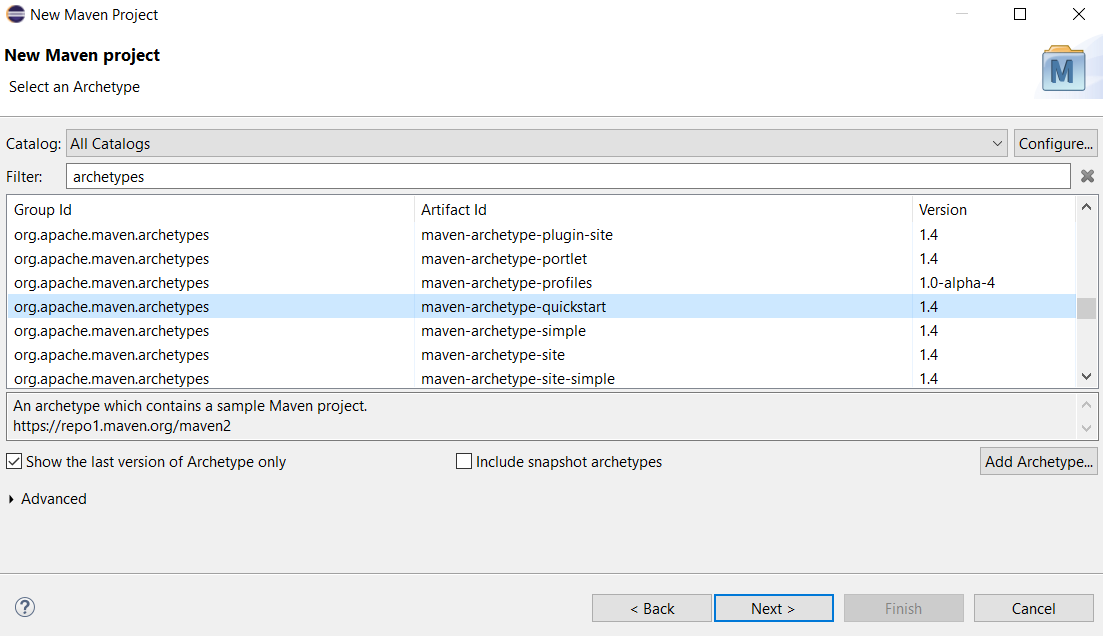 New Maven Project
New Maven project
Select an Archetype
M
Catalog: All Catalogs Configure...
Filter: archetypes
Group Id Artifact Id Version
org.apache.maven.archetypes maven-archetype-plugin-site 1.4
org.apache.maven.archetypes maven-archetype-portlet 1.4
org.apache.maven.archetypes maven-archetype-profiles 1.0-alpha-4
org.apache.maven.archetypes maven-archetype-quickstart 1.4
org.apache.maven.archetypes maven-archetype-simple 1.4
org.apache.maven.archetypes maven-archetype-site 1.4
org.apache.maven.archetypes maven-archetype-site-simple 1.4
An archetype which contains a sample Maven project.
https://repo1.maven.org/maven2
Show the last version of Archetype only Include snapshot archetypes Add Archetype...
Advanced
? < Back Next > Finish Cancel